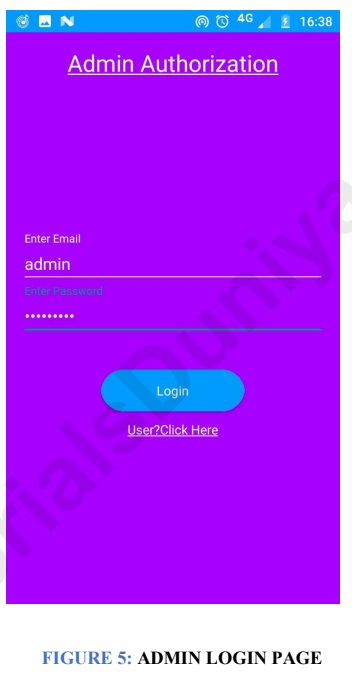 4G 16:38
Admin Authorization
Enter Email
admin
Enter Password
•••••••••
Login
User?Click Here
FIGURE 5: ADMIN LOGIN PAGE